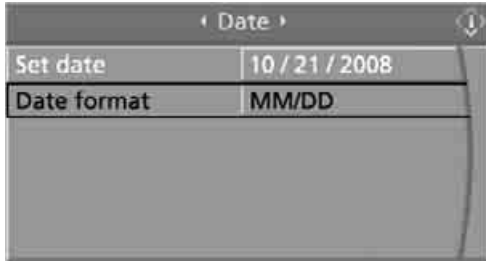 Date
Set date 10 / 21 / 2008
Date format MM/DD